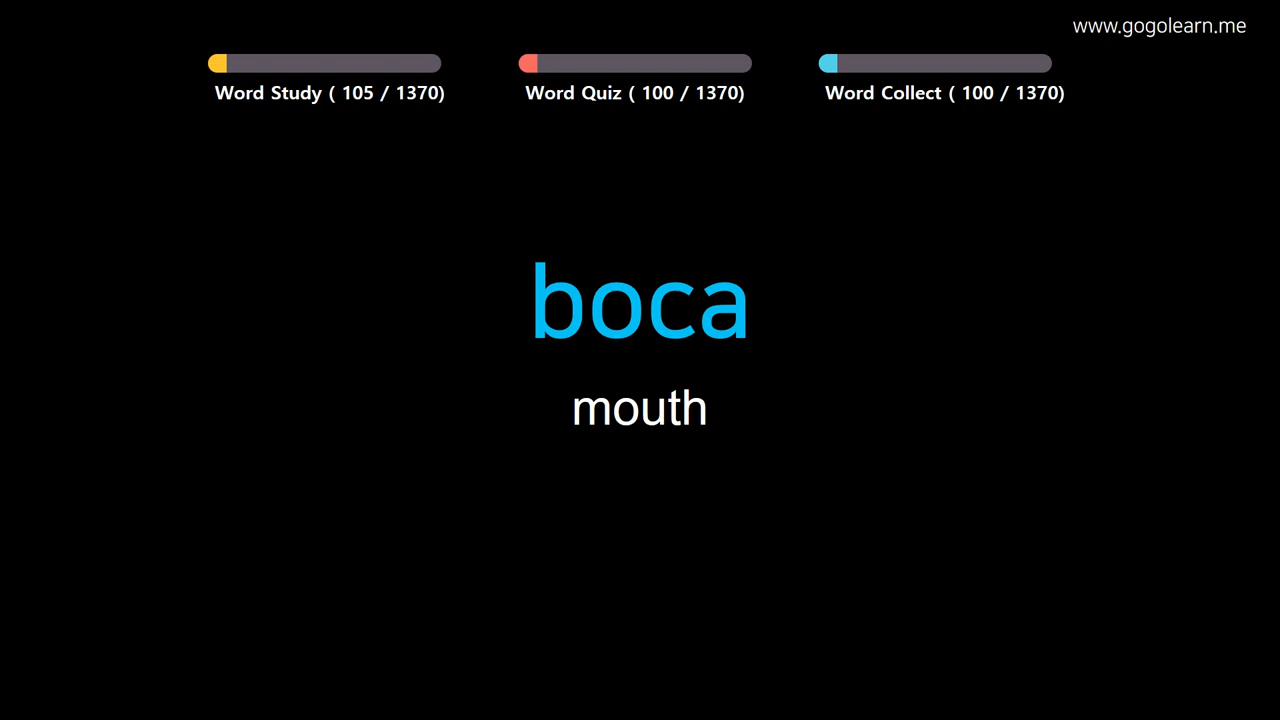 www.gogolearn.me
Word Study ( 105 / 1370)
Word Quiz ( 100 / 1370)
Word Collect ( 100 / 1370)
boca
mouth